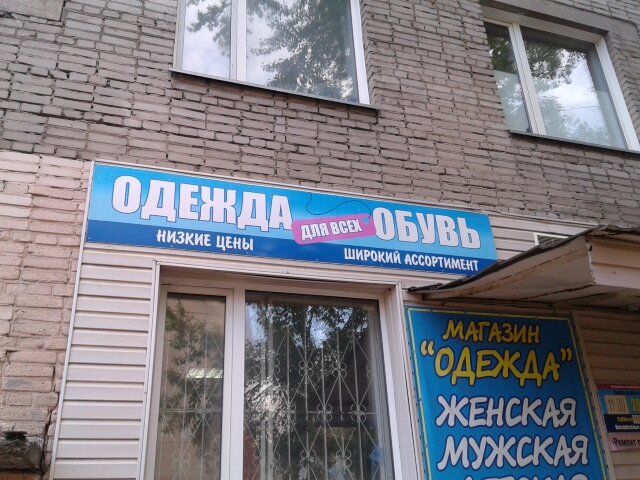 ОДЕЖДА ДЛЯ ВСЕХ ОБУВЬ
НИЗКИЕ ЦЕНЫ ШИРОКИЙ АССОРТИМЕНТ
МАГАЗИН
"ОДЕЖДА"
ЖЕНСКАЯ
МУЖСКАЯ